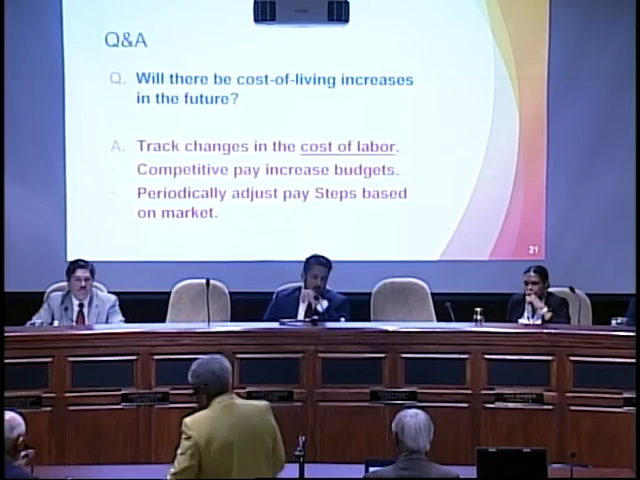 Q&A
Q. Will there be cost-of-living increases
in the future?
A. Track changes in the cost of labor.
Competitive pay increase budgets.
Periodically adjust pay Steps based
on market.
21